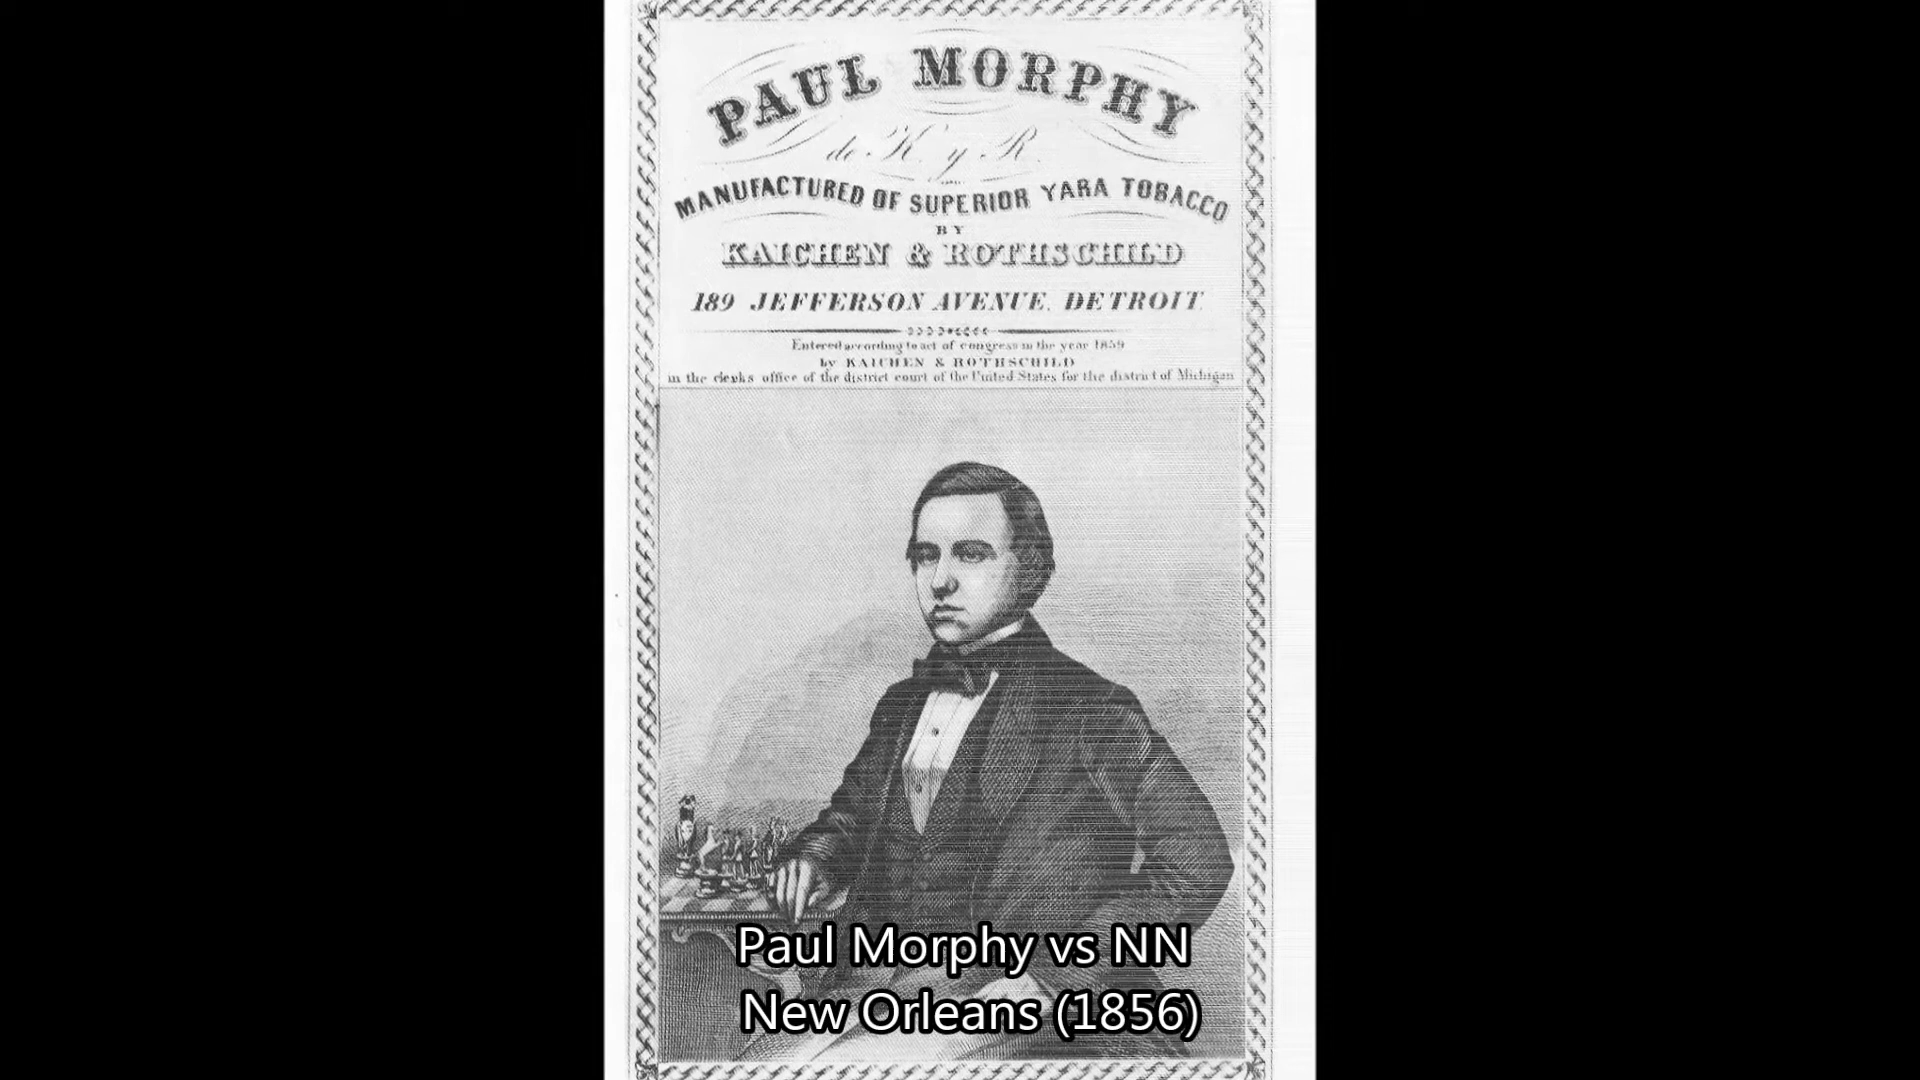 PAUL MORPHY
de K. y R.
MANUFACTURED OF SUPERIOR YARA TOBACCO
BY
KAICHEN & ROTHSCHILD
189 JEFFERSON AVENUE. DETROIT.
Entered according to act of congress in the year 1859
by KAICHEN & ROTHSCHILD
in the clerks office of the district court of the United States for the district of Michigan
Paul Morphy vs NN
New Orleans (1856)